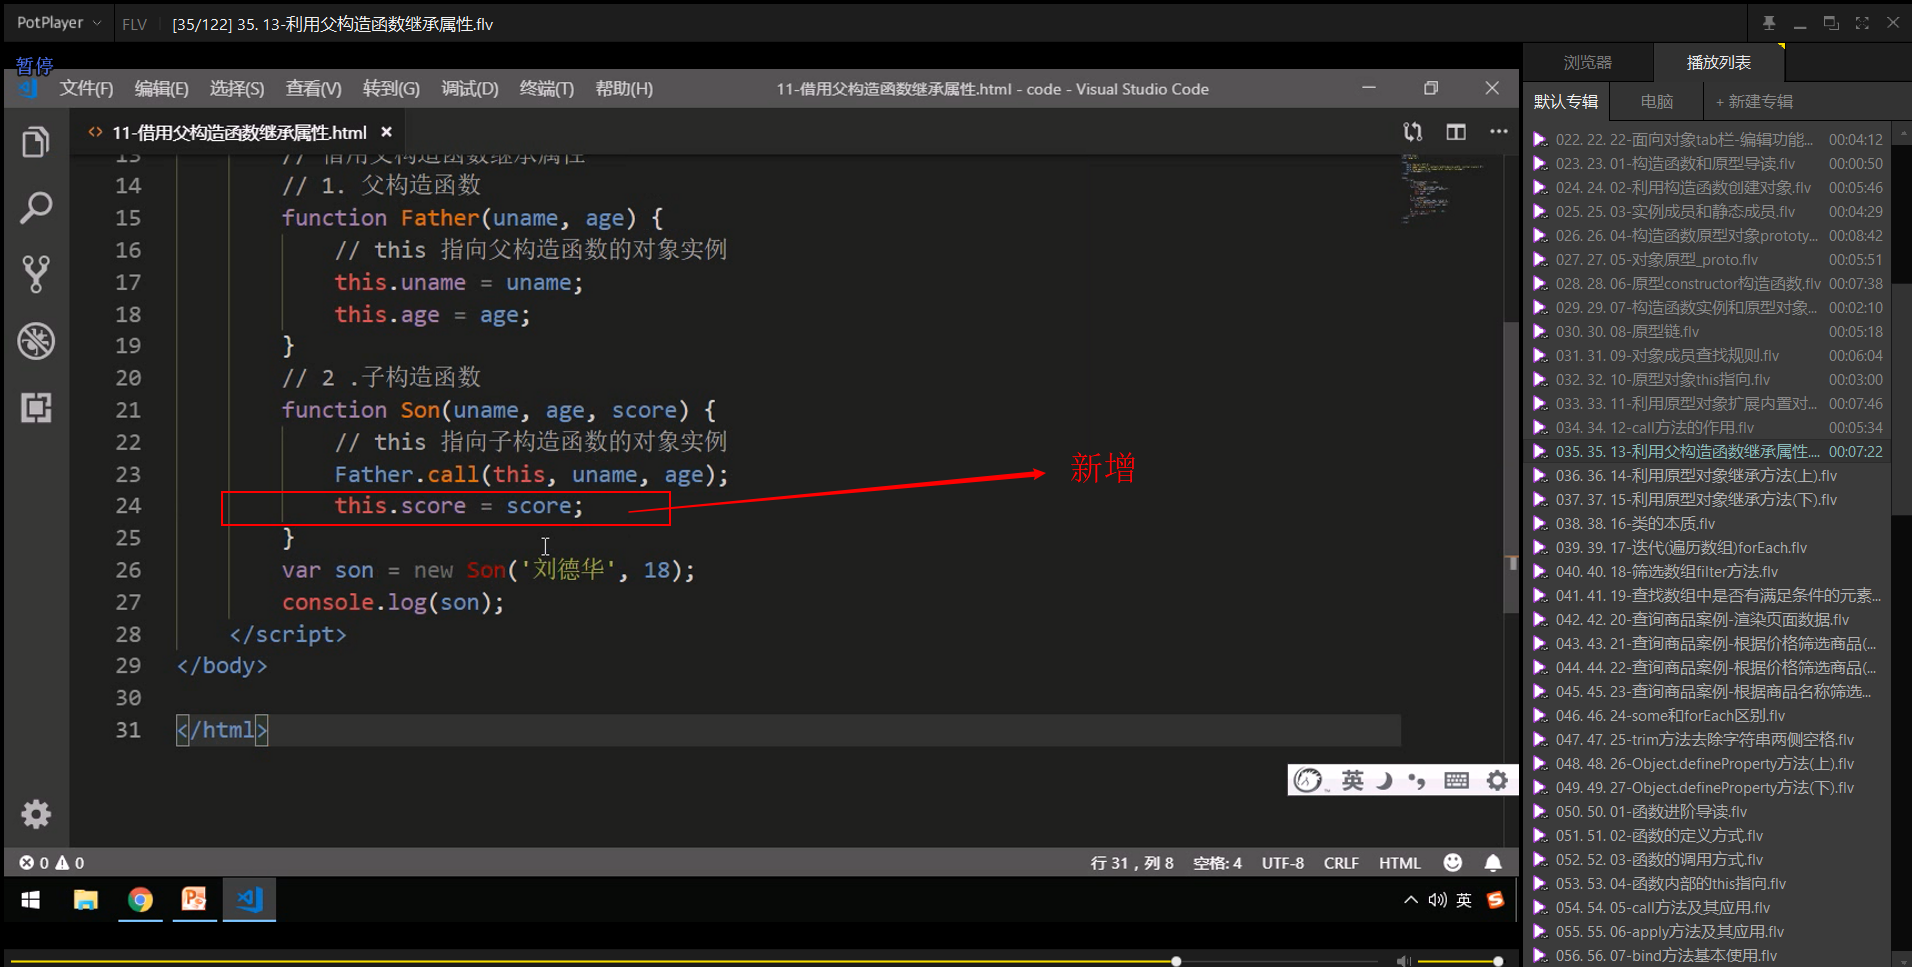 PotPlayer
FLV
[35/122] 35. 13-利用父构造函数继承属性.flv
暂停
文件(F) 编辑(E) 选择(S) 查看(V) 转到(G) 调试(D) 终端(T) 帮助(H)
11-借用父构造函数继承属性.html - code - Visual Studio Code
<> 11-借用父构造函数继承属性.html ×
13 // 借用父构造函数继承属性
14 // 1. 父构造函数
15 function Father(uname, age) {
16 // this 指向父构造函数的对象实例
17 this.uname = uname;
18 this.age = age;
19 }
20 // 2 .子构造函数
21 function Son(uname, age, score) {
22 // this 指向子构造函数的对象实例
23 Father.call(this, uname, age);
24 this.score = score;
25 }
26 var son = new Son('刘德华', 18);
27 console.log(son);
28 </script>
29 </body>
30
31 </html>
新增
英
0 0
行 31，列 8 空格: 4 UTF-8 CRLF HTML
英
浏览器 播放列表
默认专辑 电脑 + 新建专辑
022. 22. 22-面向对象tab栏-编辑功能... 00:04:12
023. 23. 01-构造函数和原型导读.flv 00:00:50
024. 24. 02-利用构造函数创建对象.flv 00:05:46
025. 25. 03-实例成员和静态成员.flv 00:04:29
026. 26. 04-构造函数原型对象prototy... 00:08:42
027. 27. 05-对象原型_proto.flv 00:05:51
028. 28. 06-原型constructor构造函数.flv 00:07:38
029. 29. 07-构造函数实例和原型对象... 00:02:10
030. 30. 08-原型链.flv 00:05:18
031. 31. 09-对象成员查找规则.flv 00:06:04
032. 32. 10-原型对象this指向.flv 00:03:00
033. 33. 11-利用原型对象扩展内置对... 00:07:46
034. 34. 12-call方法的作用.flv 00:05:34
035. 35. 13-利用父构造函数继承属性.... 00:07:22
036. 36. 14-利用原型对象继承方法(上).flv
037. 37. 15-利用原型对象继承方法(下).flv
038. 38. 16-类的本质.flv
039. 39. 17-迭代(遍历数组)forEach.flv
040. 40. 18-筛选数组filter方法.flv
041. 41. 19-查找数组中是否有满足条件的元素...
042. 42. 20-查询商品案例-渲染页面数据.flv
043. 43. 21-查询商品案例-根据价格筛选商品(...
044. 44. 22-查询商品案例-根据价格筛选商品(...
045. 45. 23-查询商品案例-根据商品名称筛选...
046. 46. 24-some和forEach区别.flv
047. 47. 25-trim方法去除字符串两侧空格.flv
048. 48. 26-Object.defineProperty方法(上).flv
049. 49. 27-Object.defineProperty方法(下).flv
050. 50. 01-函数进阶导读.flv
051. 51. 02-函数的定义方式.flv
052. 52. 03-函数的调用方式.flv
053. 53. 04-函数内部的this指向.flv
054. 54. 05-call方法及其应用.flv
055. 55. 06-apply方法及其应用.flv
056. 56. 07-bind方法基本使用.flv